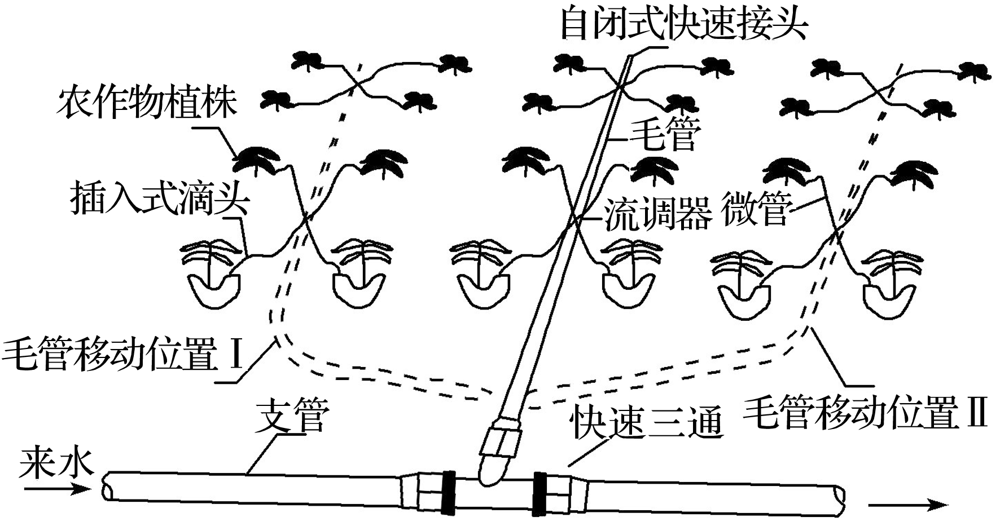 自闭式快速接头
农作物植株
毛管
插入式滴头
流调器
微管
毛管移动位置Ⅰ
支管
快速三通
毛管移动位置Ⅱ
来水